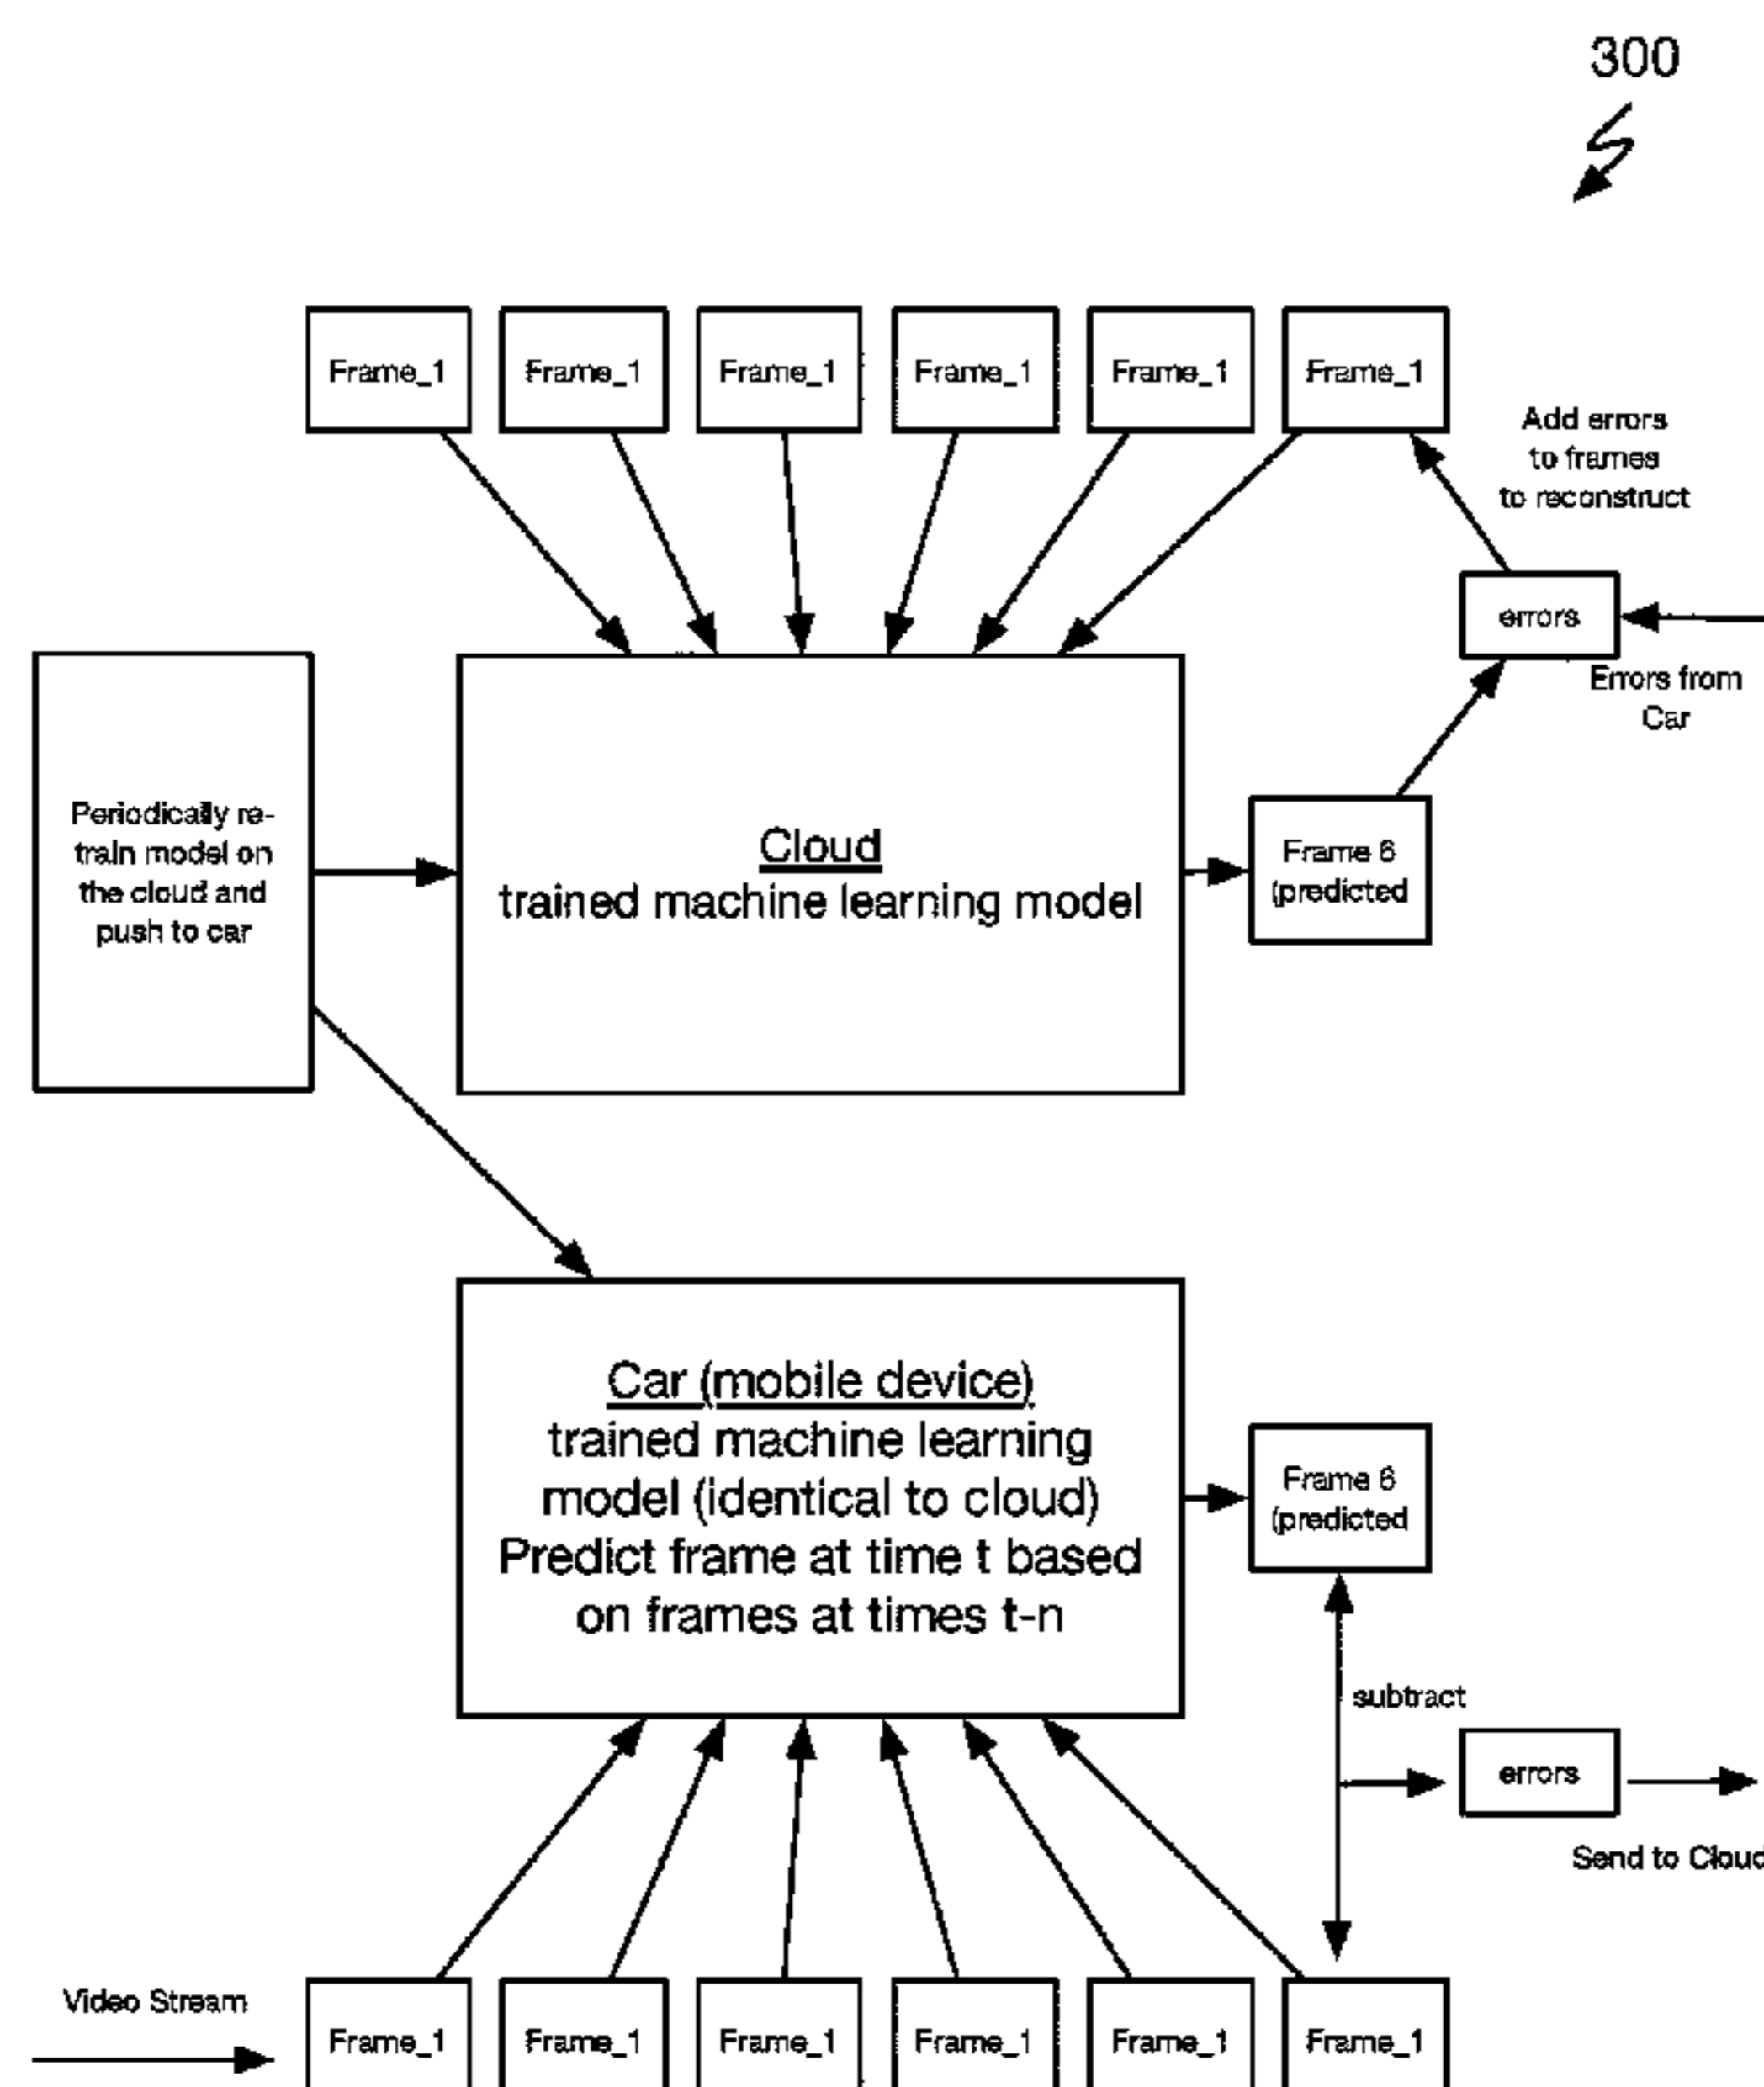 300
Frame_1
Frame_1
Frame_1
Frame_1
Frame_1
Frame_1
Add errors
to frames
to reconstruct
errors
Errors from
Car
Periodically re-
train model on
the cloud and
push to car
Cloud
trained machine learning model
Frame 6
(predicted
Car (mobile device)
trained machine learning
model (identical to cloud)
Predict frame at time t based
on frames at times t-n
Frame 6
(predicted
subtract
errors
Send to Cloud
Video Stream
Frame_1
Frame_1
Frame_1
Frame_1
Frame_1
Frame_1